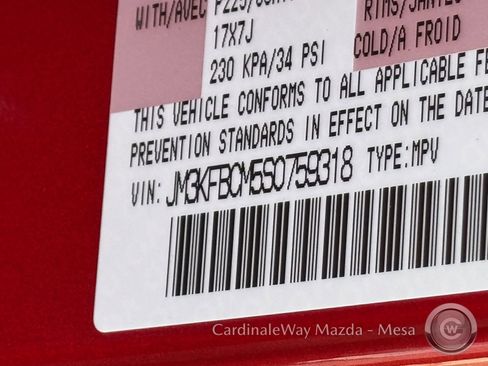 WITH/AVEC
RIMS/JANTES
17X7J
COLD/A FROID
230 KPA/34 PSI
THIS VEHICLE CONFORMS TO ALL APPLICABLE
PREVENTION STANDARDS IN EFFECT ON THE DATE
VIN: JM3KFBCM5S0759318 TYPE:MPV
CardinaleWay Mazda - Mesa
CW